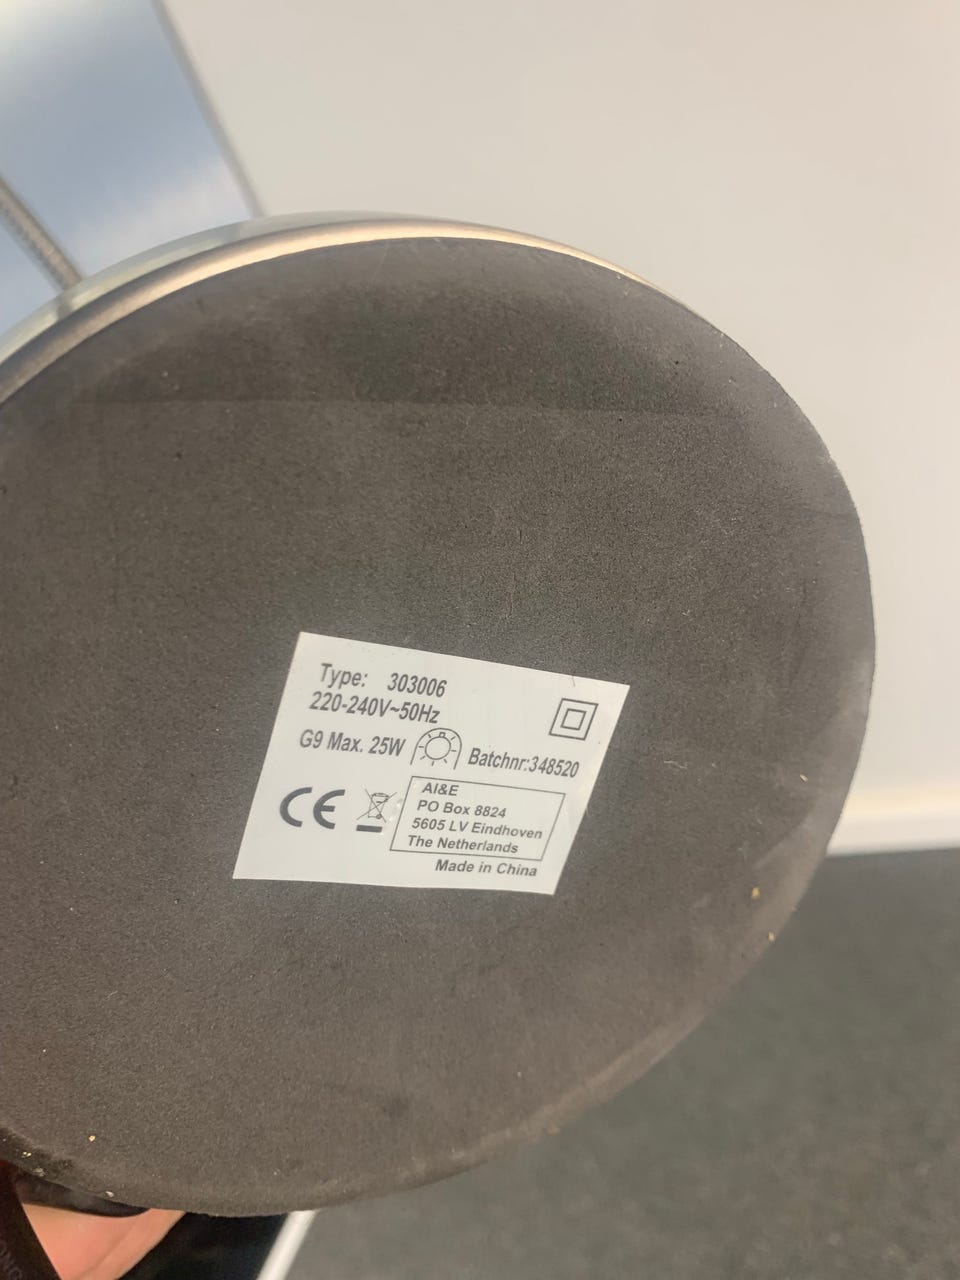 Type: 303006
220-240V~50Hz
G9 Max. 25W
Batchnr:348520
CE
AI&E
PO Box 8824
5605 LV Eindhoven
The Netherlands
Made in China